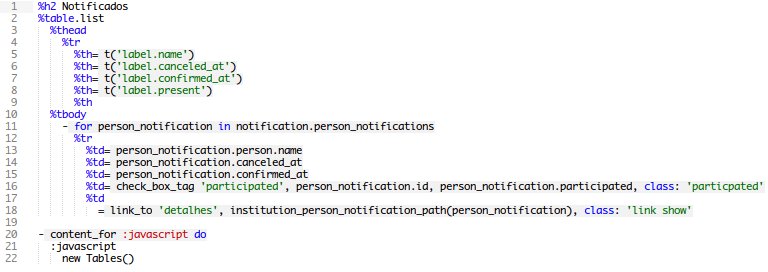 1 %h2 Notificados
2 %table.list
3 %thead
4 %tr
5 %th= t('label.name')
6 %th= t('label.canceled_at')
7 %th= t('label.confirmed_at')
8 %th= t('label.present')
9 %th
10 %tbody
11 - for person_notification in notification.person_notifications
12 %tr
13 %td= person_notification.person.name
14 %td= person_notification.canceled_at
15 %td= person_notification.confirmed_at
16 %td= check_box_tag 'participated', person_notification.id, person_notification.participated, class: 'particpated'
17 %td
18 = link_to 'detalhes', institution_person_notification_path(person_notification), class: 'link show'
19
20 - content_for :javascript do
21 :javascript
22 new Tables()